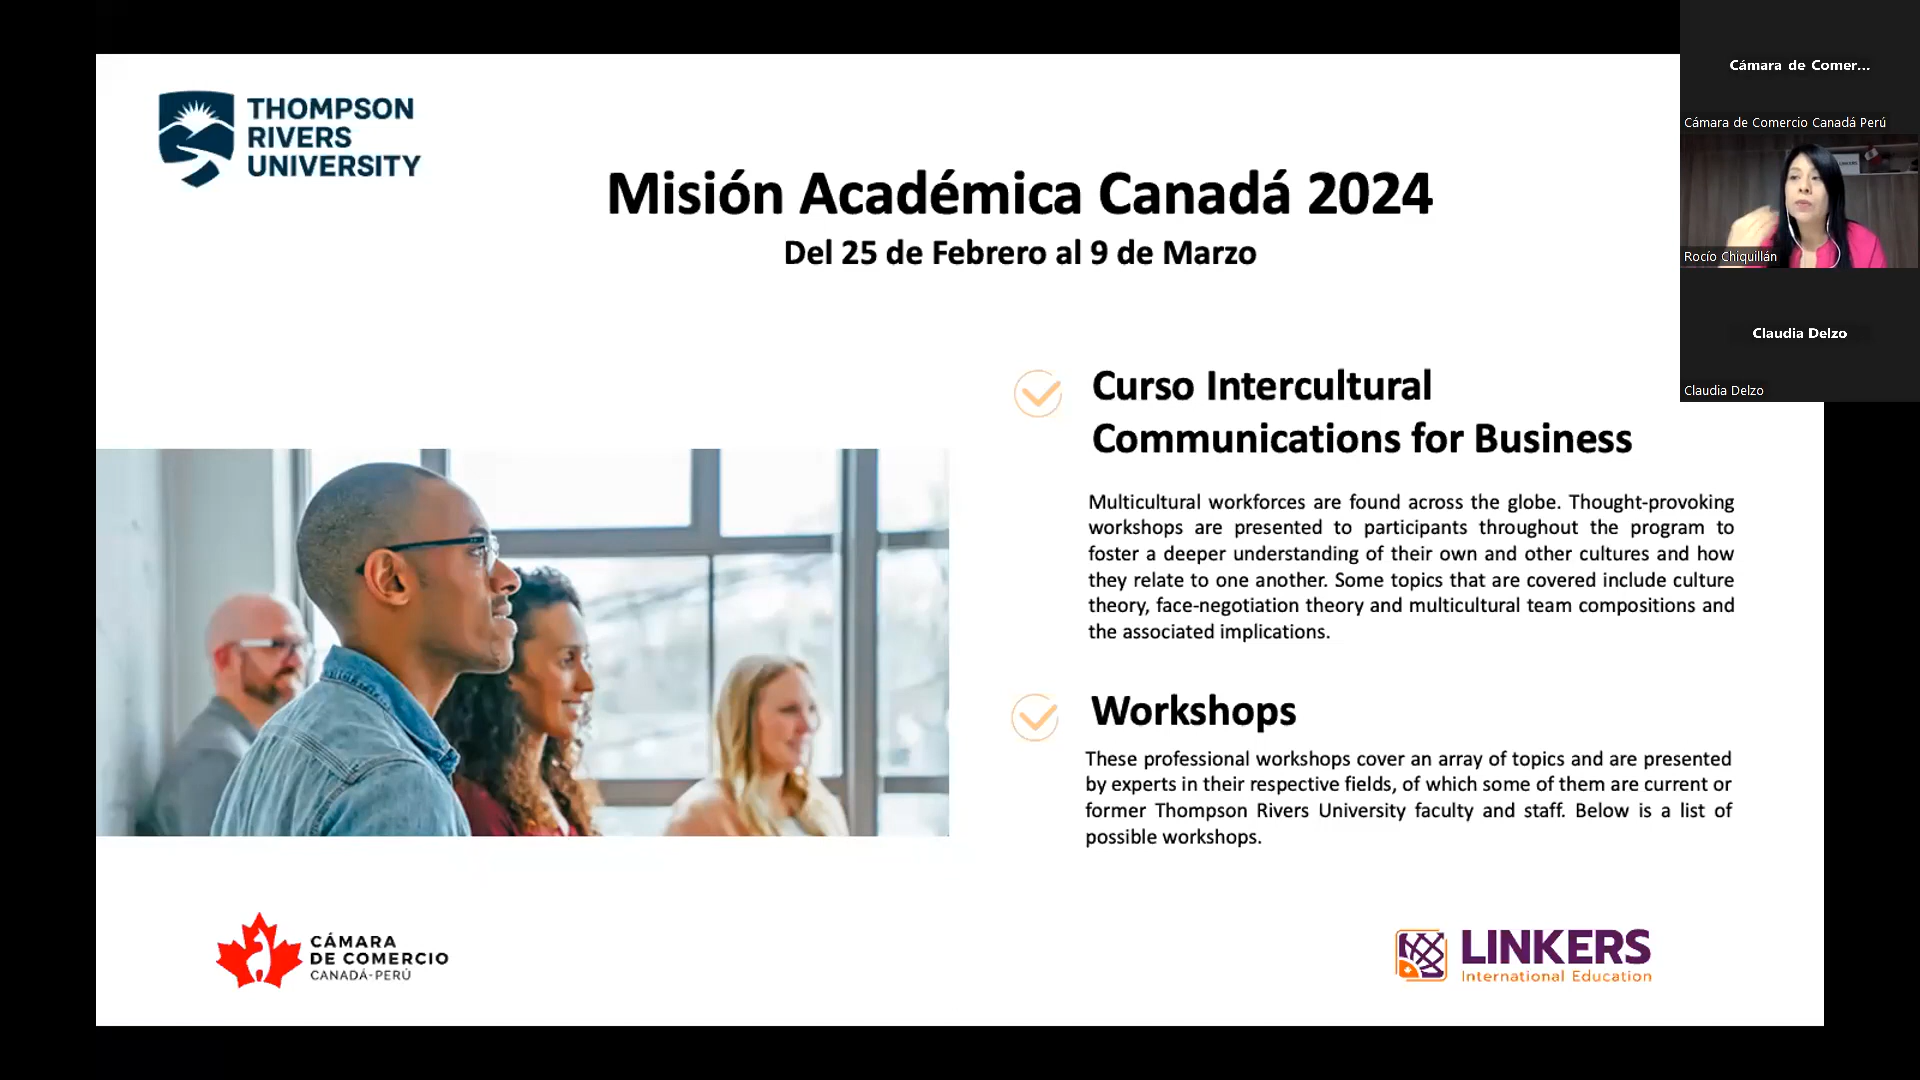 THOMPSON
RIVERS
UNIVERSITY
Misión Académica Canadá 2024
Del 25 de Febrero al 9 de Marzo
Curso Intercultural
Communications for Business
Multicultural workforces are found across the globe. Thought-provoking
workshops are presented to participants throughout the program to
foster a deeper understanding of their own and other cultures and how
they relate to one another. Some topics that are covered include culture
theory, face-negotiation theory and multicultural team compositions and
the associated implications.
Workshops
These professional workshops cover an array of topics and are presented
by experts in their respective fields, of which some of them are current or
former Thompson Rivers University faculty and staff. Below is a list of
possible workshops.
CÁMARA
DE COMERCIO
CANADÁ-PERÚ
LINKERS
International Education
Cámara de Comer...
Cámara de Comercio Canadá Perú
LINKERS
Rocío Chiquillán
Claudia Delzo
Claudia Delzo